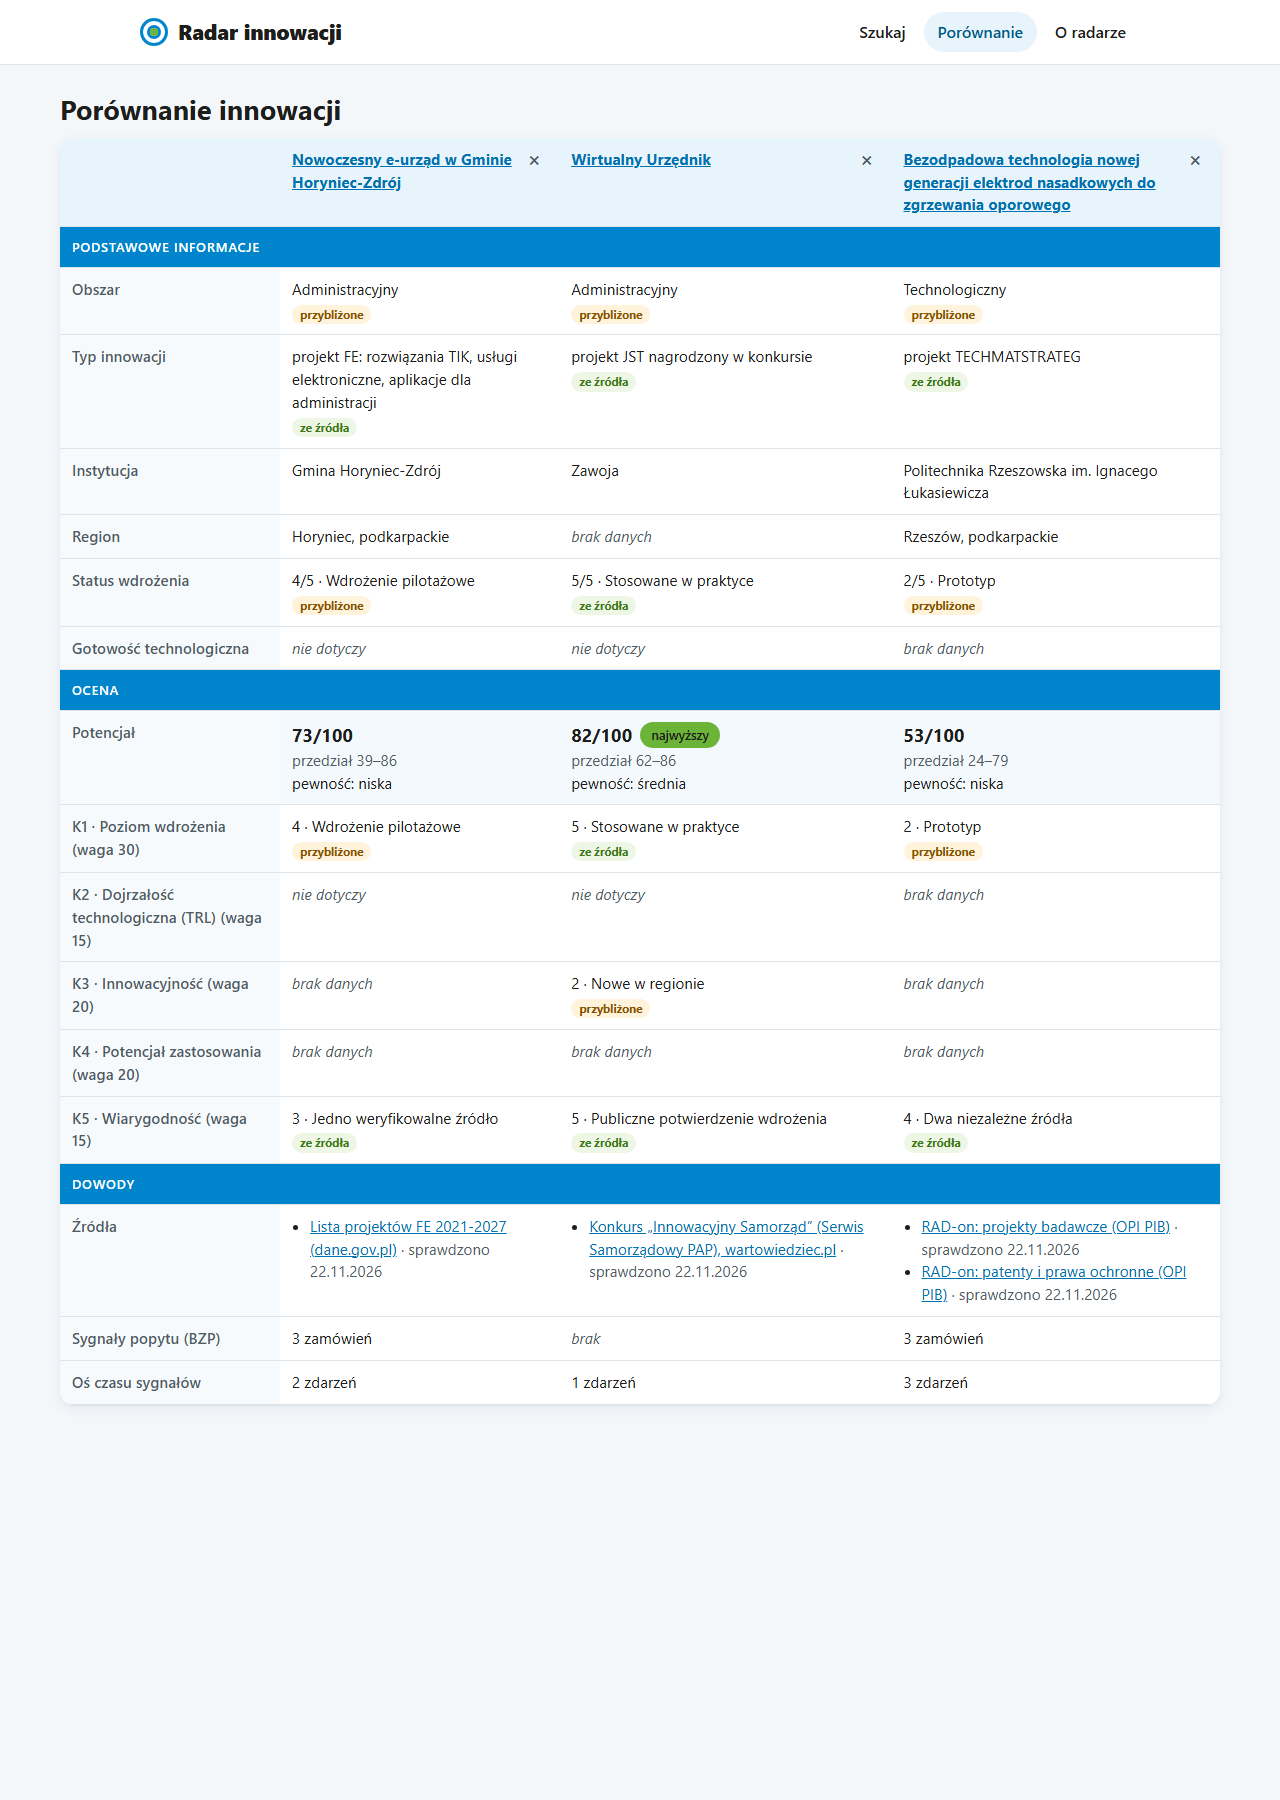 Radar innowacji
Szukaj
Porównanie
O radarze
Porównanie innowacji
Nowoczesny e-urząd w Gminie
Horyniec-Zdrój
×
Wirtualny Urzędnik
×
Bezodpadowa technologia nowej
generacji elektrod nasadkowych do
zgrzewania oporowego
×
PODSTAWOWE INFORMACJE
Obszar
Administracyjny
przybliżone
Administracyjny
przybliżone
Technologiczny
przybliżone
Typ innowacji
projekt FE: rozwiązania TIK, usługi
elektroniczne, aplikacje dla
administracji
ze źródła
projekt JST nagrodzony w konkursie
ze źródła
projekt TECHMATSTRATEG
ze źródła
Instytucja
Gmina Horyniec-Zdrój
Zawoja
Politechnika Rzeszowska im. Ignacego
Łukasiewicza
Region
Horyniec, podkarpackie
brak danych
Rzeszów, podkarpackie
Status wdrożenia
4/5 · Wdrożenie pilotażowe
przybliżone
5/5 · Stosowane w praktyce
ze źródła
2/5 · Prototyp
przybliżone
Gotowość technologiczna
nie dotyczy
nie dotyczy
brak danych
OCENA
Potencjał
73/100
przedział 39–86
pewność: niska
82/100 najwyższy
przedział 62–86
pewność: średnia
53/100
przedział 24–79
pewność: niska
K1 · Poziom wdrożenia
(waga 30)
4 · Wdrożenie pilotażowe
przybliżone
5 · Stosowane w praktyce
ze źródła
2 · Prototyp
przybliżone
K2 · Dojrzałość
technologiczna (TRL) (waga
15)
nie dotyczy
nie dotyczy
brak danych
K3 · Innowacyjność (waga
20)
brak danych
2 · Nowe w regionie
przybliżone
brak danych
K4 · Potencjał zastosowania
(waga 20)
brak danych
brak danych
brak danych
K5 · Wiarygodność (waga
15)
3 · Jedno weryfikowalne źródło
ze źródła
5 · Publiczne potwierdzenie wdrożenia
ze źródła
4 · Dwa niezależne źródła
ze źródła
DOWODY
Źródła
• Lista projektów FE 2021-2027
(dane.gov.pl) · sprawdzono
22.11.2026
• Konkurs „Innowacyjny Samorząd” (Serwis
Samorządowy PAP), wartowiedziec.pl ·
sprawdzono 22.11.2026
• RAD-on: projekty badawcze (OPI PIB) ·
sprawdzono 22.11.2026
• RAD-on: patenty i prawa ochronne (OPI
PIB) · sprawdzono 22.11.2026
Sygnały popytu (BZP)
3 zamówień
brak
3 zamówień
Oś czasu sygnałów
2 zdarzeń
1 zdarzeń
3 zdarzeń